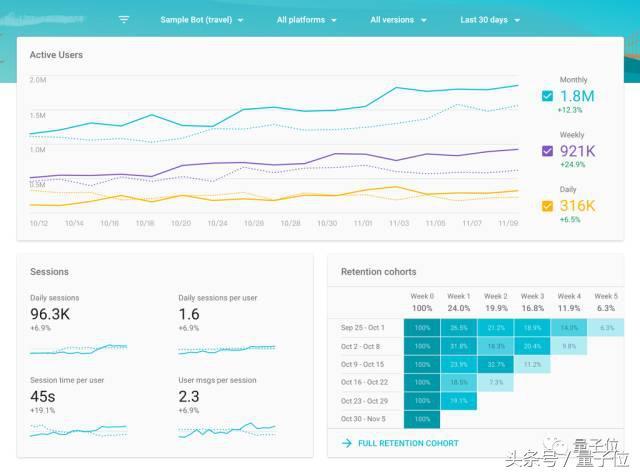 Sample Bot (travel) All platforms All versions Last 30 days
Active Users
2.0M
1.5M
1.0M
0.5M
10/12 10/14 10/16 10/18 10/20 10/24 10/26 10/28 10/30 11/01 11/03 11/05 11/07 11/09
Monthly
1.8M
+12.3%
Weekly
921K
+24.9%
Daily
316K
+6.5%
Sessions
Daily sessions
96.3K
+6.9%
Daily sessions per user
1.6
+6.9%
Session time per user
45s
+19.1%
User msgs per session
2.3
+6.9%
Retention cohorts
Week 0 Week 1 Week 2 Week 3 Week 4 Week 5
100% 24.0% 19.9% 16.8% 11.9% 6.3%
Sep 25 - Oct 1 100% 26.5% 21.2% 18.9% 14.0% 6.3%
Oct 2 - Oct 8 100% 31.8% 18.3% 20.4% 9.8%
Oct 9 - Oct 15 100% 23.9% 32.7% 11.2%
Oct 16 - Oct 22 100% 18.5% 7.3%
Oct 23 - Oct 29 100% 19.1%
Oct 30 - Nov 5 100%
FULL RETENTION COHORT
量子位
头条号 / 量子位